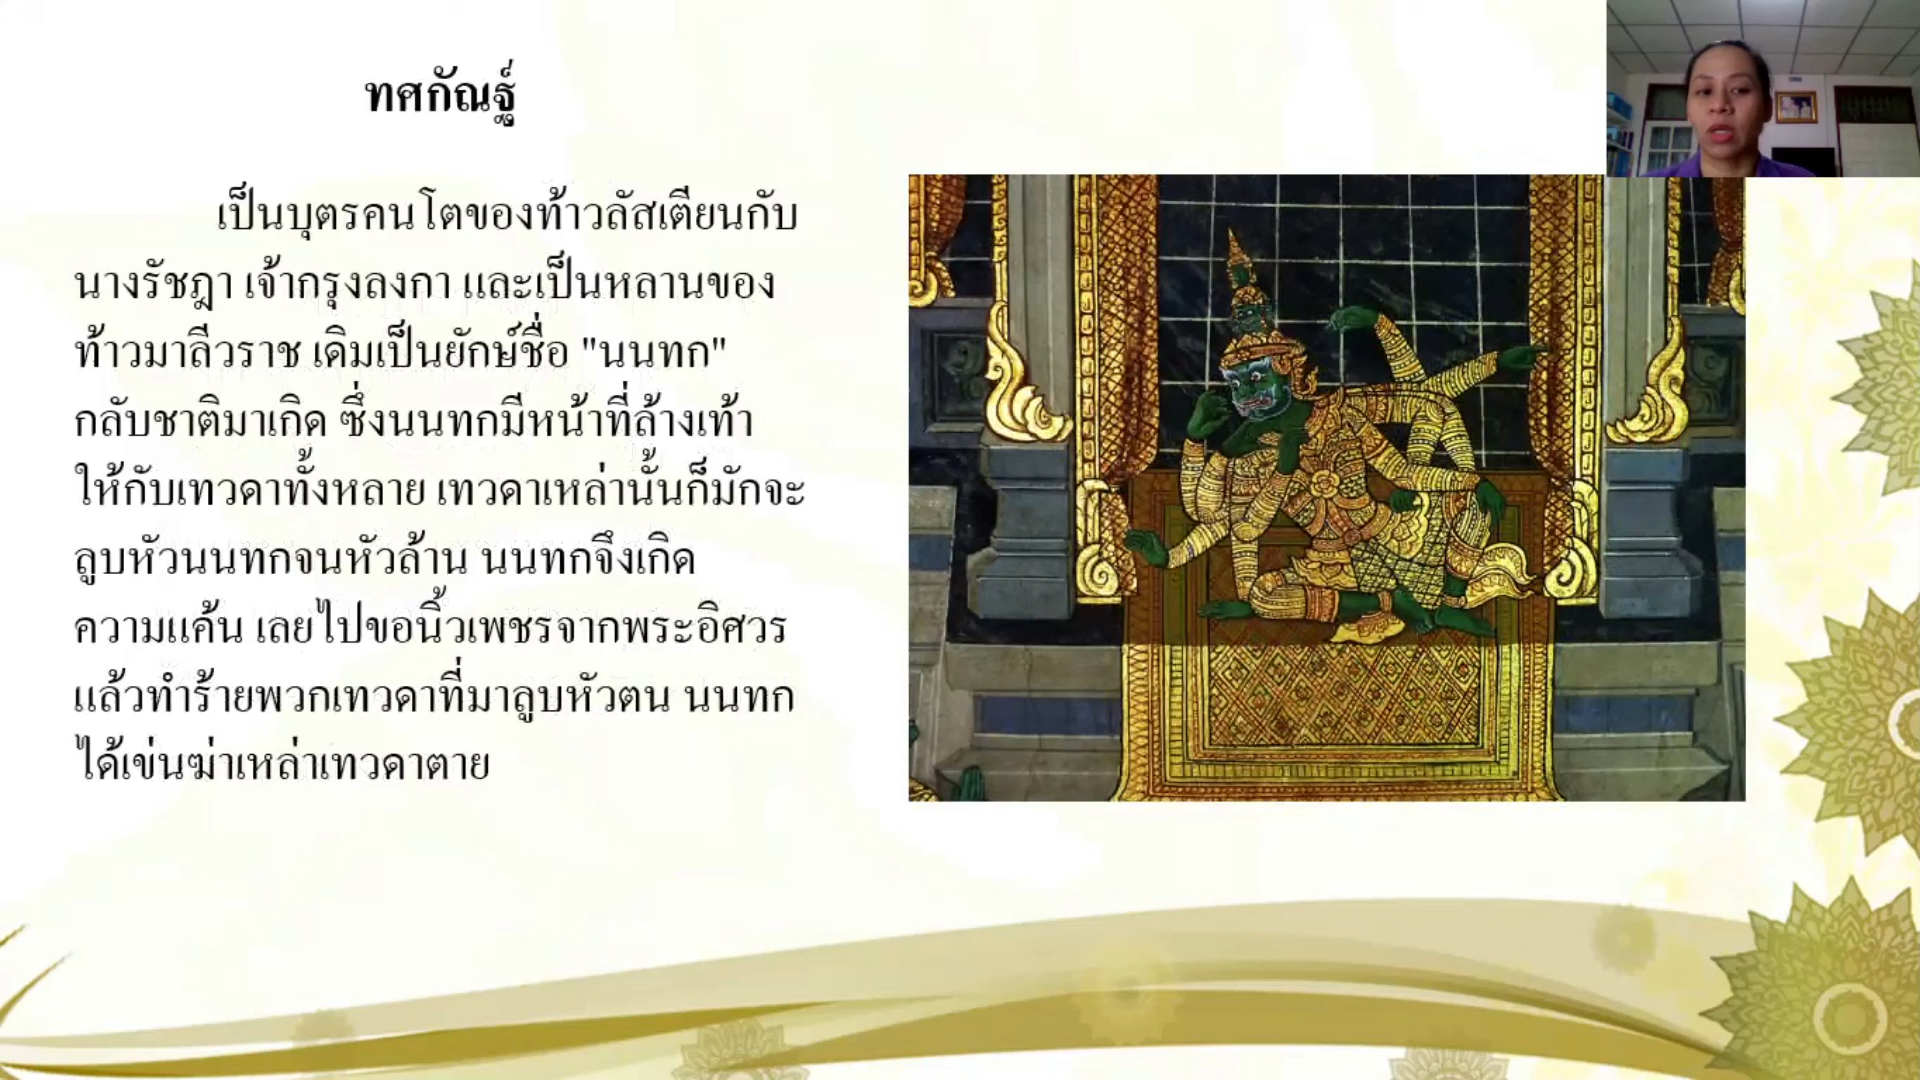 ทศกัณฐ์
เป็นบุตรคนโตของท้าวลัสเตียนกับ
นางรัชฎา เจ้ากรุงลงกา และเป็นหลานของ
ท้าวมาลีวราช เดิมเป็นยักษ์ชื่อ "นนทก"
กลับชาติมาเกิด ซึ่งนนทกมีหน้าที่ล้างเท้า
ให้กับเทวดาทั้งหลาย เทวดาเหล่านั้นก็มักจะ
ลูบหัวนนทกจนหัวล้าน นนทกจึงเกิด
ความแค้น เลยไปขอนิ้วเพชรจากพระอิศวร
แล้วทำร้ายพวกเทวดาที่มาลูบหัวตน นนทก
ได้เข่นฆ่าเหล่าเทวดาตาย